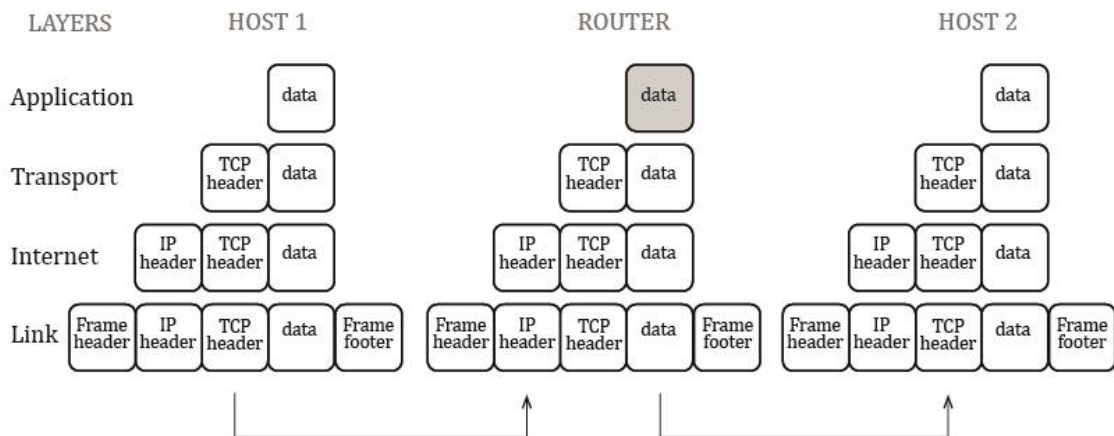 LAYERS HOST 1 ROUTER HOST 2
Application data data data
Transport TCP header data TCP header data TCP header data
Internet IP header TCP header data IP header TCP header data IP header TCP header data
Link Frame header IP header TCP header data Frame footer Frame header IP header TCP header data Frame footer Frame header IP header TCP header data Frame footer